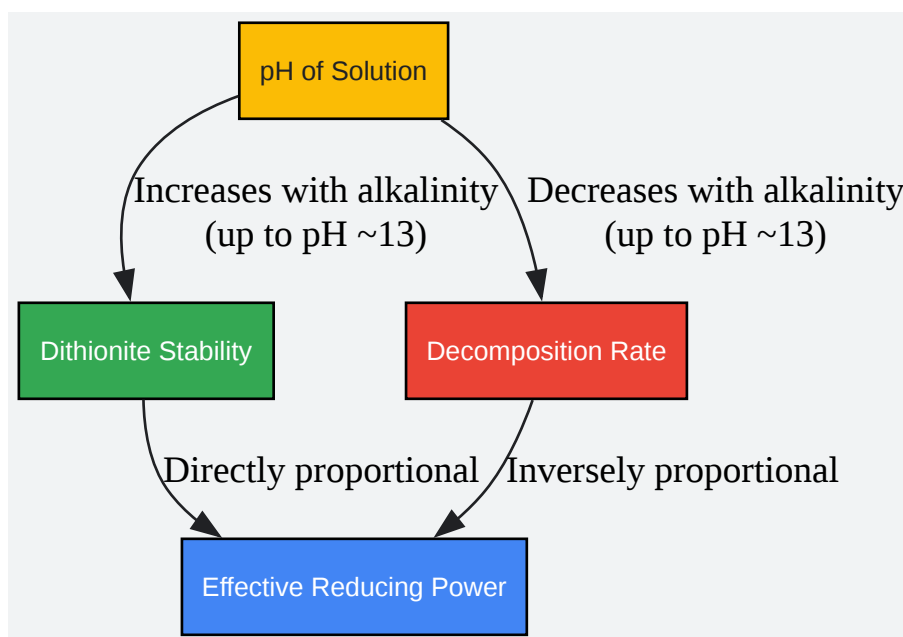 pH of Solution
Increases with alkalinity
(up to pH ~13)
Decreases with alkalinity
(up to pH ~13)
Dithionite Stability
Decomposition Rate
Directly proportional
Inversely proportional
Effective Reducing Power